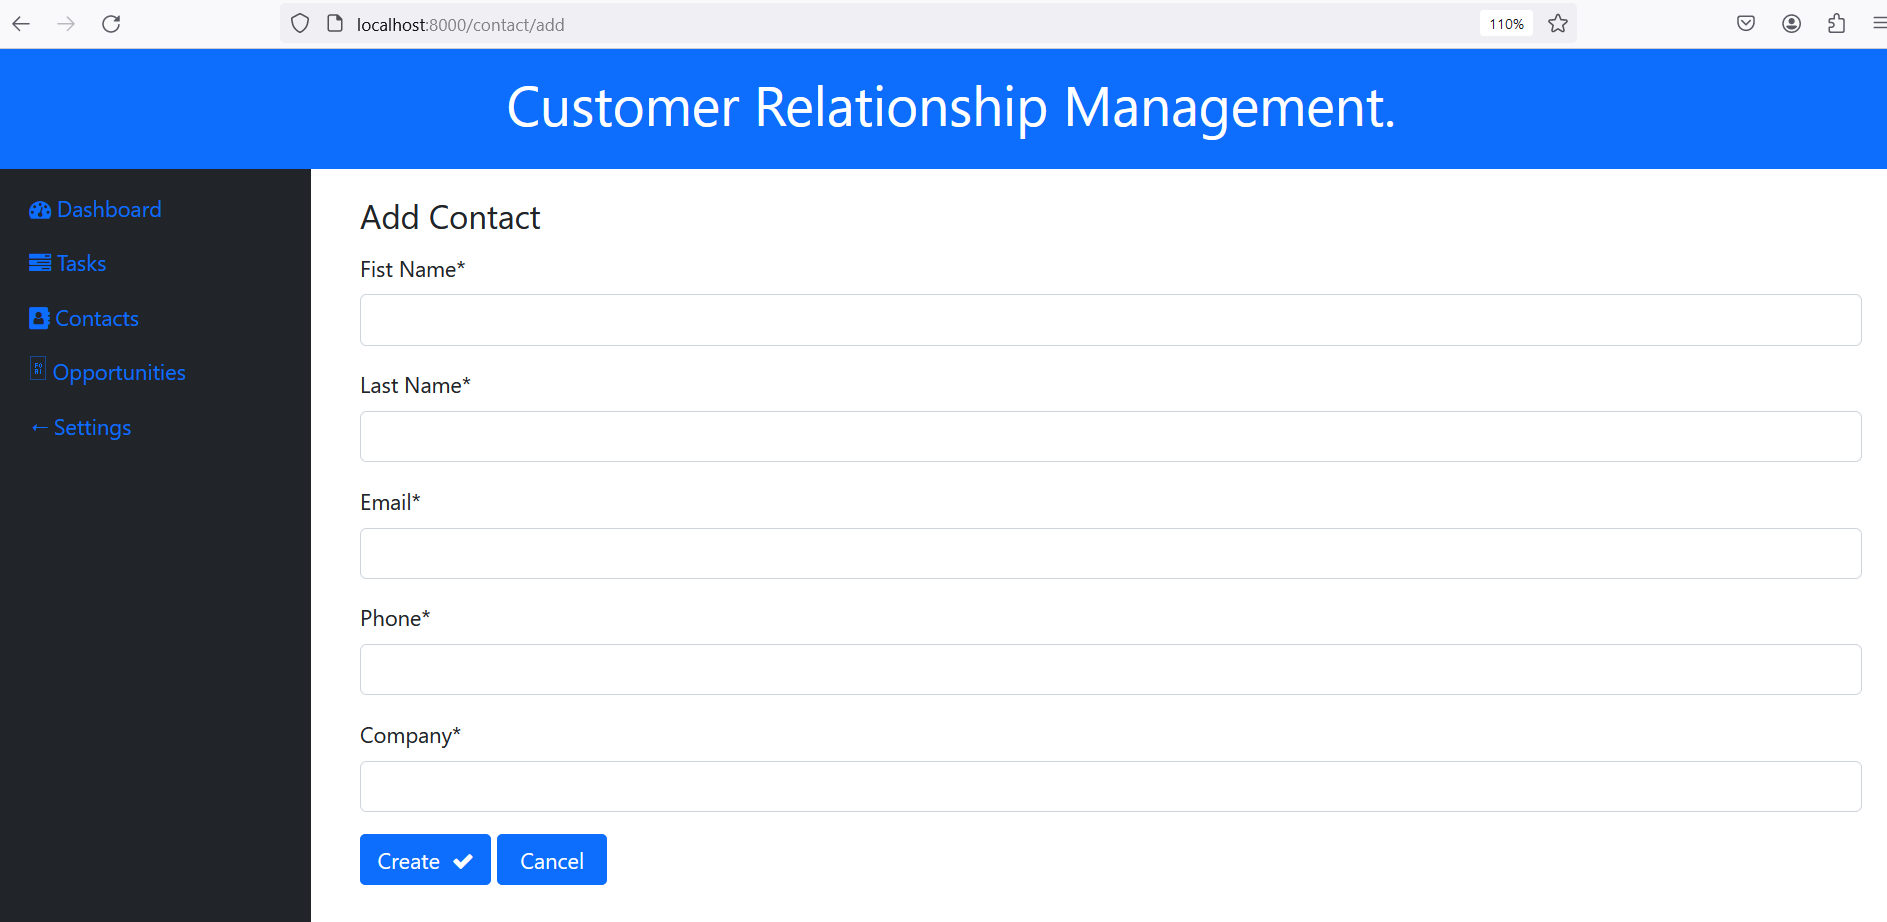 localhost:8000/contact/add
110%
Customer Relationship Management.
Dashboard
Tasks
Contacts
Opportunities
← Settings
Add Contact
Fist Name*
Last Name*
Email*
Phone*
Company*
Create
Cancel